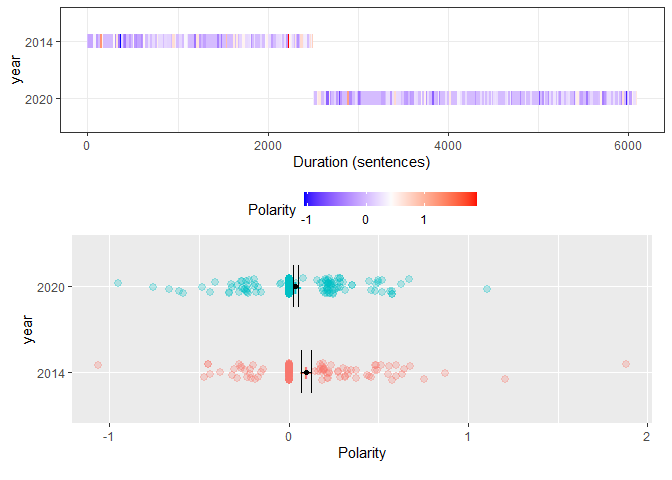 2014
year
2020
0 2000 4000 6000
Duration (sentences)
Polarity
-1 0 1
2020
year
2014
-1 0 1 2
Polarity